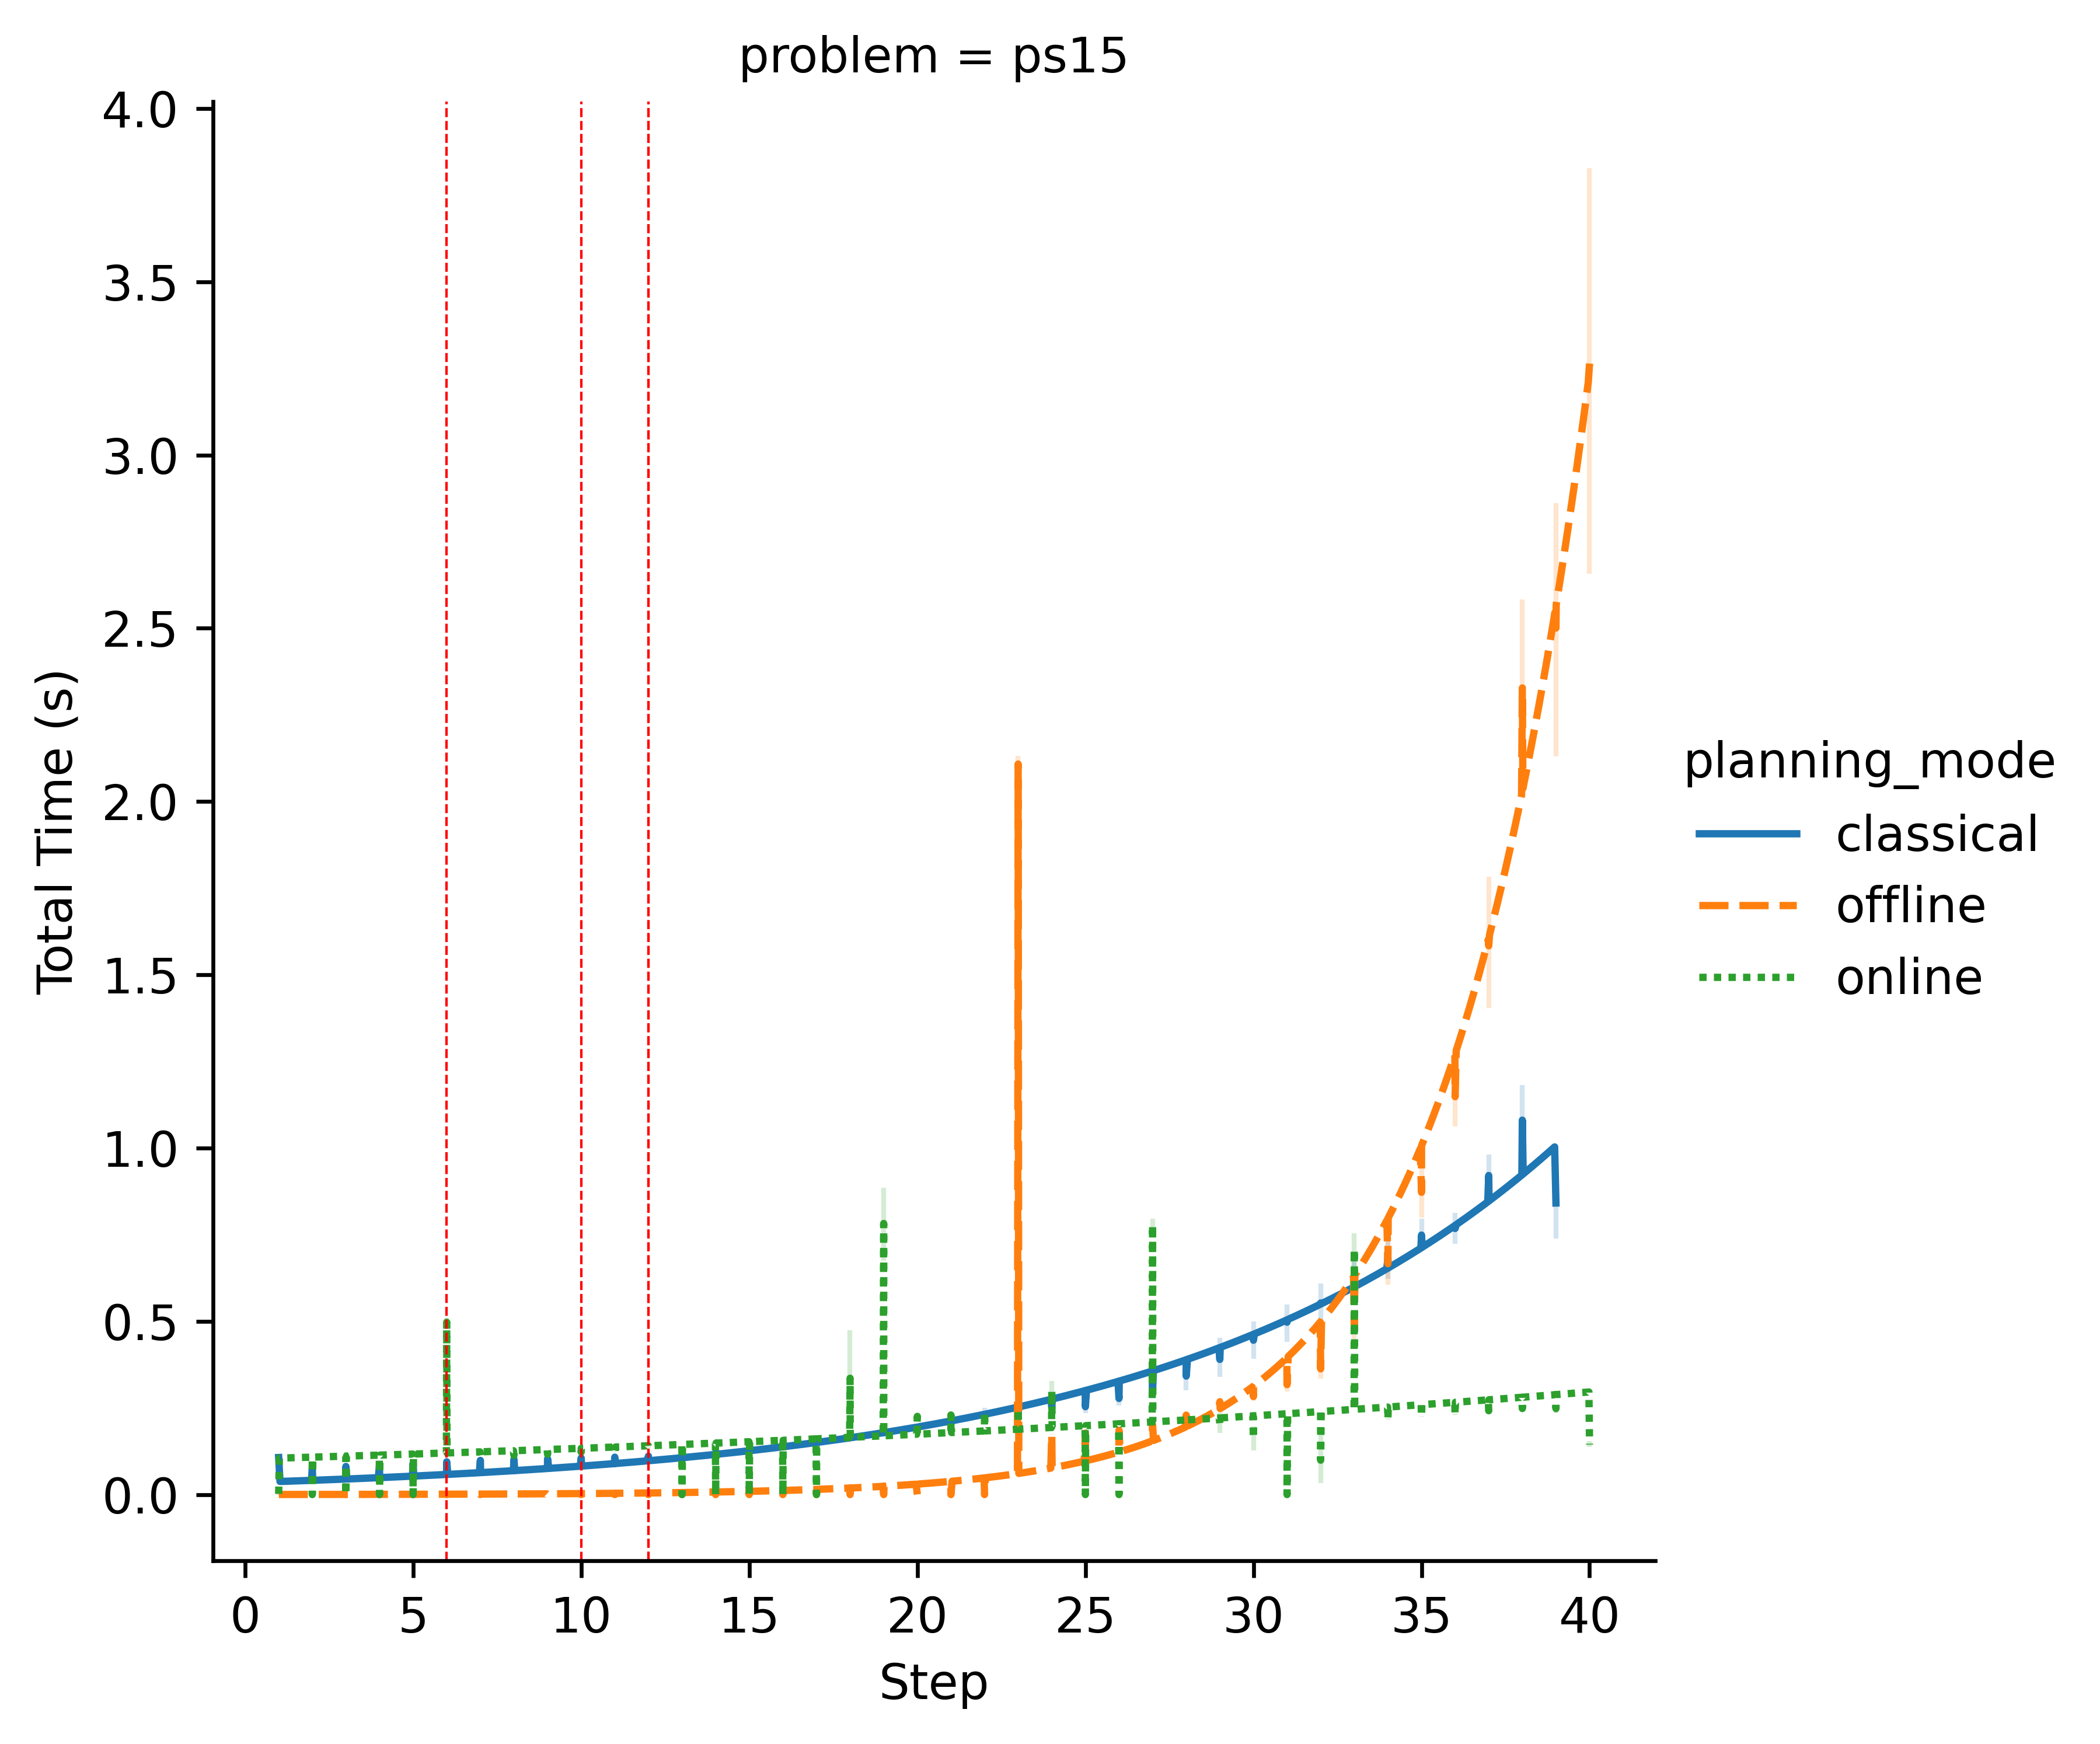 problem = ps15
4.0
3.5
3.0
2.5
2.0
1.5
1.0
0.5
0.0
Total Time (s)
0 5 10 15 20 25 30 35 40
Step
planning_mode
classical
offline
online